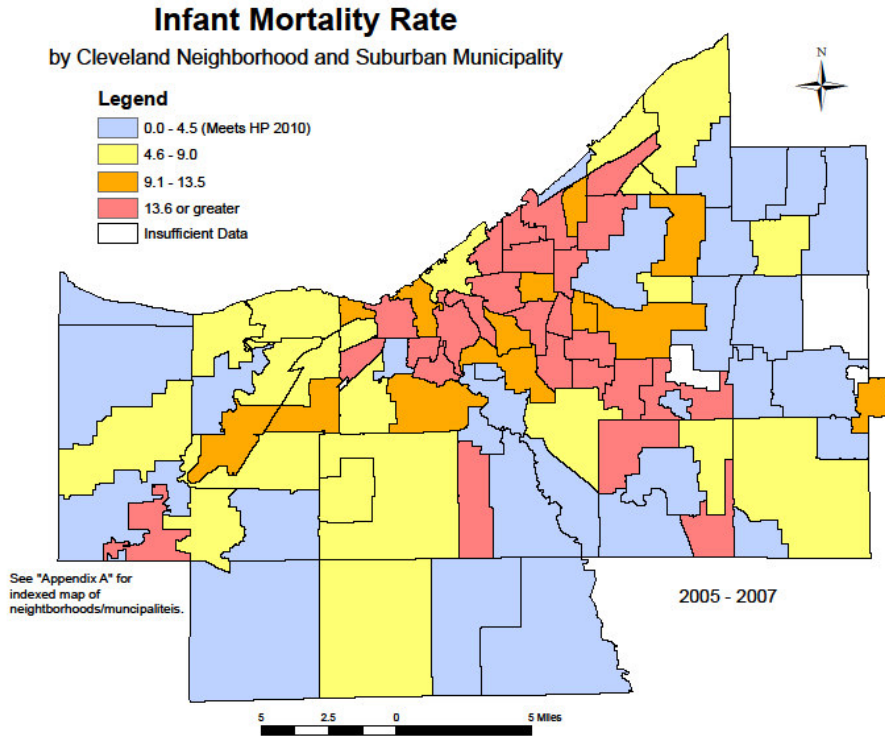 Infant Mortality Rate
by Cleveland Neighborhood and Suburban Municipality
N
Legend
0.0 - 4.5 (Meets HP 2010)
4.6 - 9.0
9.1 - 13.5
13.6 or greater
Insufficient Data
See "Appendix A" for
indexed map of
neightborhoods/muncipaliteis.
2005 - 2007
5 2.5 0 5 Miles